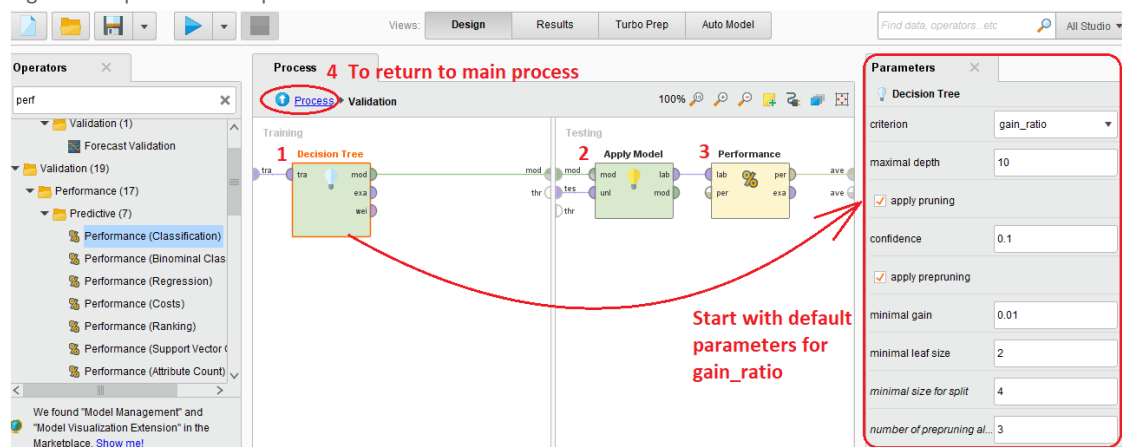 Views:
Design
Results
Turbo Prep
Auto Model
Find data, operators...etc
All Studio
Operators
perf
Validation (1)
Forecast Validation
Validation (19)
Performance (17)
Predictive (7)
Performance (Classification)
Performance (Binominal Clas
Performance (Regression)
Performance (Costs)
Performance (Ranking)
Performance (Support Vector C
Performance (Attribute Count)
We found "Model Management" and
"Model Visualization Extension" in the
Marketplace. Show me!
Process
4 To return to main process
Process Validation
100%
Training
Testing
1 Decision Tree
tra
tra
mod
exa
wei
mod
thr
2 Apply Model
mod
tes
thr
mod
unl
lab
mod
3 Performance
lab
per
per
exa
ave
ave
Start with default
parameters for
gain_ratio
Parameters
Decision Tree
criterion
gain_ratio
maximal depth
10
apply pruning
confidence
0.1
apply prepruning
minimal gain
0.01
minimal leaf size
2
minimal size for split
4
number of prepruning al...
3